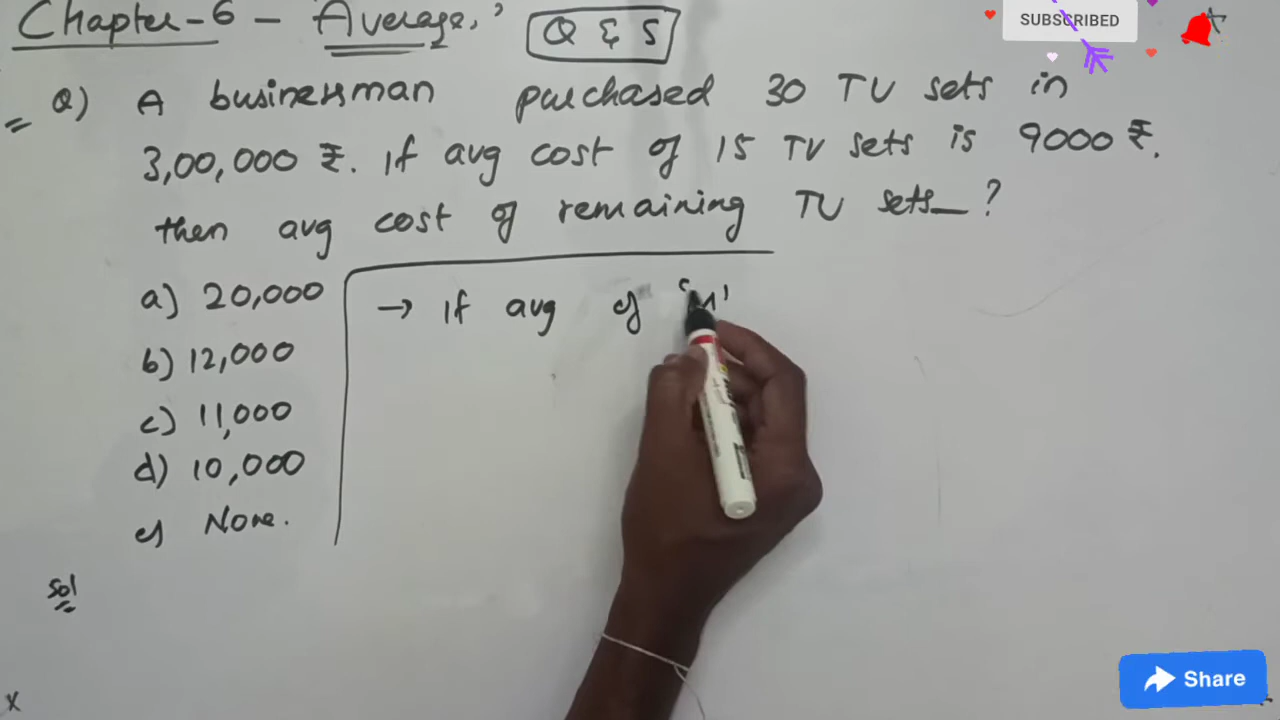 Chapter-6 - 'Average,' Q & S
SUBSCRIBED
Q) A businessman purchased 30 TV sets in
3,00,000 ₹. If avg cost of 15 TV sets is 9000 ₹.
then avg cost of remaining TV sets_ ?
a) 20,000
b) 12,000
c) 11,000
d) 10,000
e) None.
→ If avg of
Sol
Share